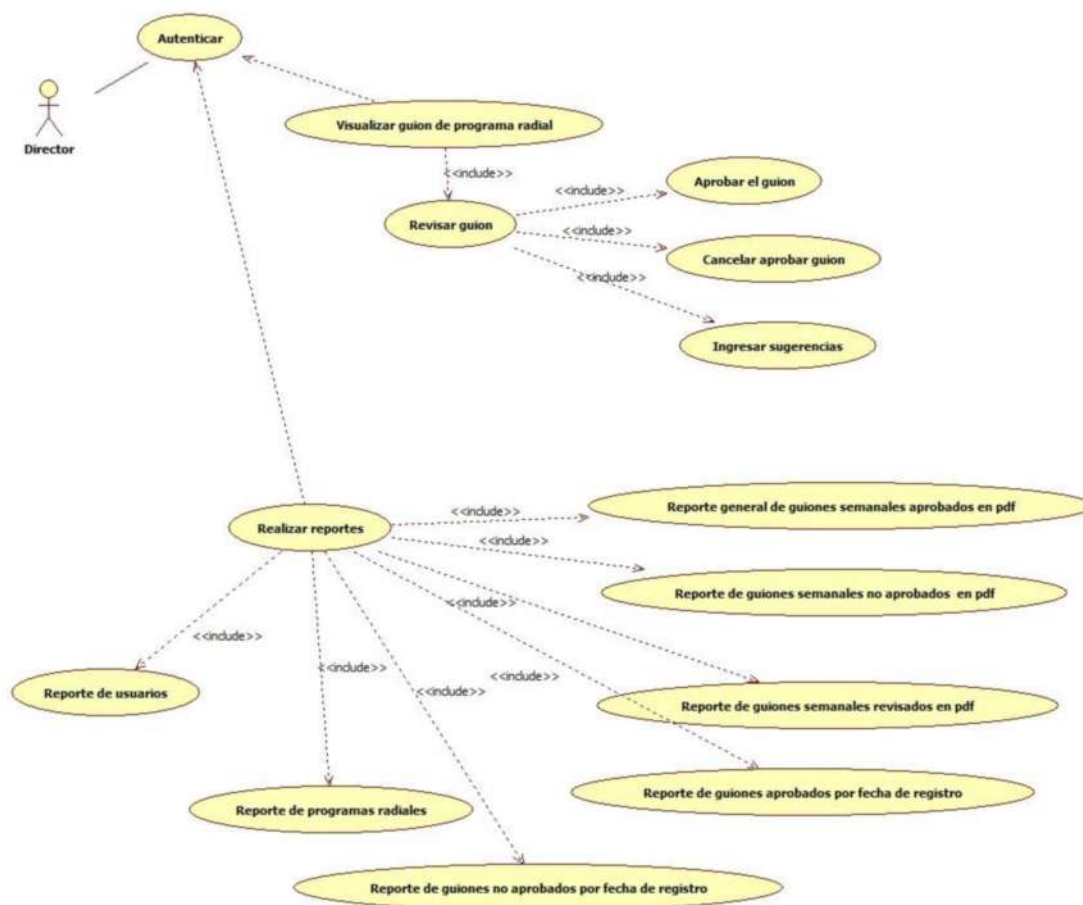 Autenticar
Director
Visualizar guion de programa radial
<<include>>
Revisar guion
<<include>>
Aprobar el guion
<<include>>
Cancelar aprobar guion
<<include>>
Ingresar sugerencias
Realizar reportes
<<include>>
Reporte general de guiones semanales aprobados en pdf
<<include>>
Reporte de guiones semanales no aprobados en pdf
<<include>>
Reporte de guiones semanales revisados en pdf
<<include>>
Reporte de guiones aprobados por fecha de registro
<<include>>
Reporte de usuarios
<<include>>
Reporte de programas radiales
<<include>>
Reporte de guiones no aprobados por fecha de registro